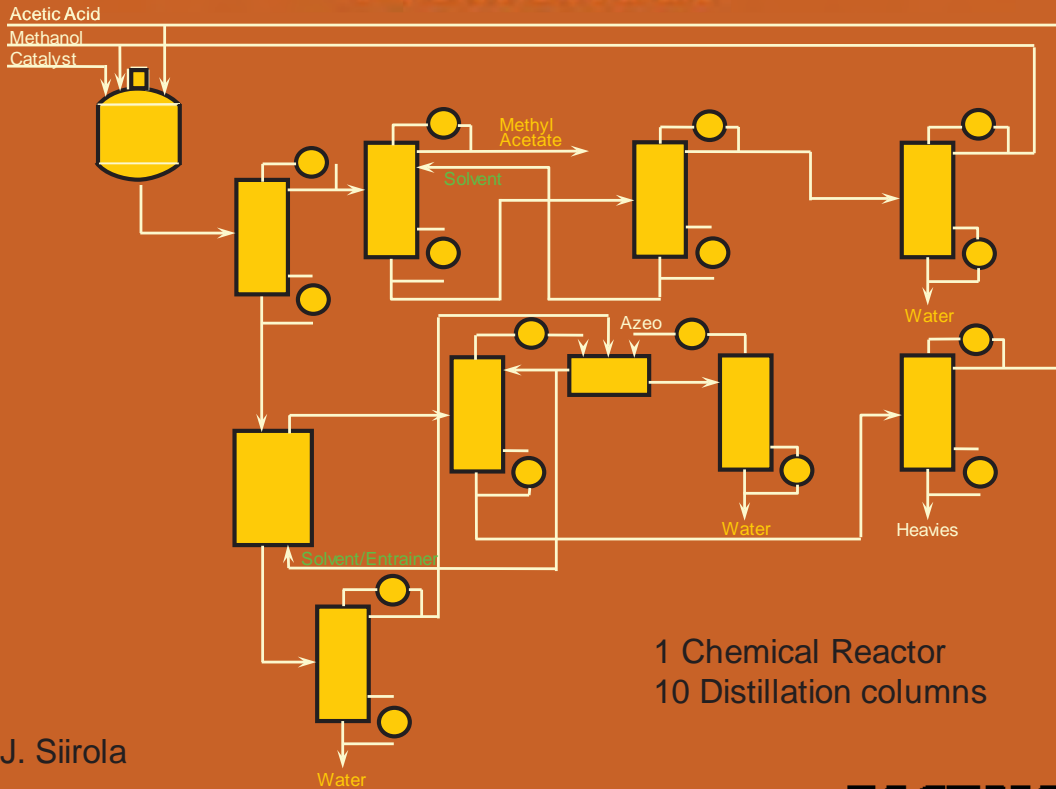 Acetic Acid
Methanol
Catalyst
Methyl
Acetate
Solvent
Water
Azeo
Water
Heavies
Solvent/Entrainer
1 Chemical Reactor
10 Distillation columns
J. Siirola
Water